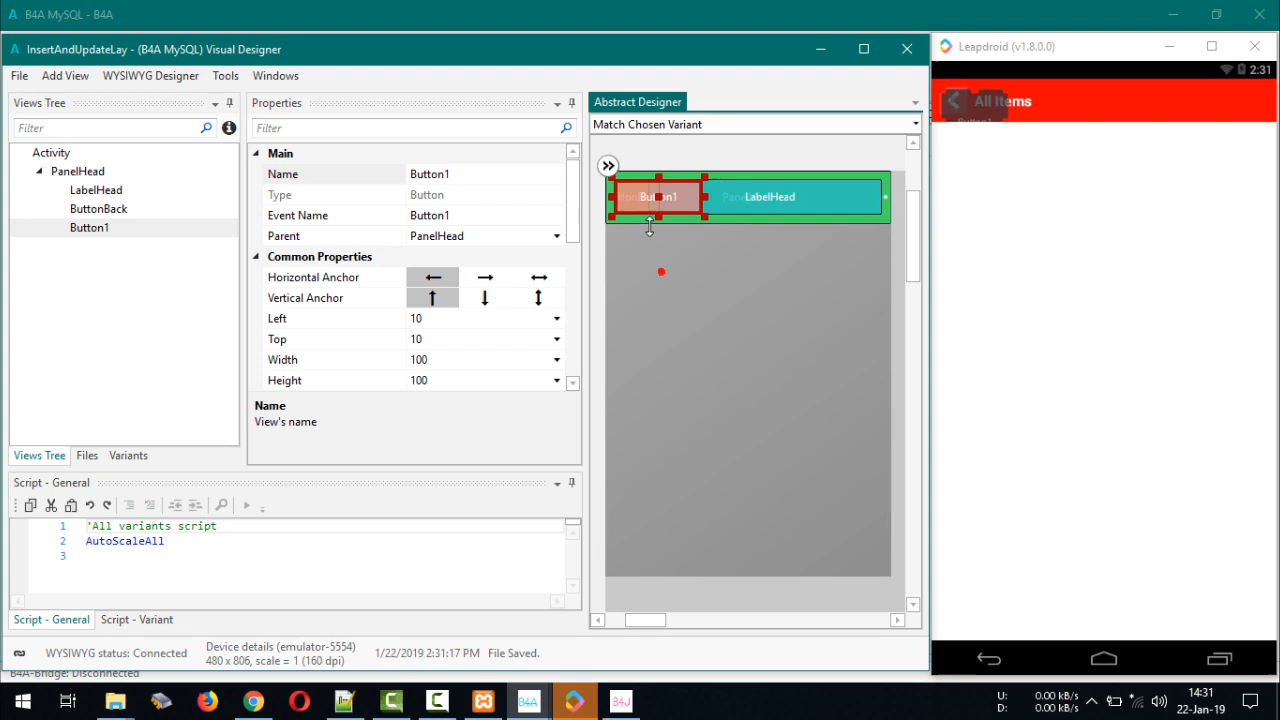 B4A MySQL - B4A
InsertAndUpdateLay - (B4A MySQL) Visual Designer
File Add View WYSIWYG Designer Tools Windows
Views Tree
Filter
Activity
PanelHead
LabelHead
ButtonBack
Button1
Views Tree Files Variants
Properties
Filter
Main
Name Button1
Type Button
Event Name Button1
Parent PanelHead
Common Properties
Horizontal Anchor
Vertical Anchor
Left 10
Top 10
Width 100
Height 100
Name
View's name
Abstract Designer
Match Chosen Variant
Button1 LabelHead
Script - General
1 'All variants script
2 AutoScaleAll
3
Script - General Script - Variant
WYSIWYG status: Connected
Device details (emulator-5554)
480 x 806, scale = 1 (160 dpi)
1/22/2019 2:31:17 PM File Saved.
B4A-Bridge: Disconnected
Leapdroid (v1.8.0.0)
2:31
All Items
Button1
B4A
B4J
U: 0.00 kB/s
D: 0.00 kB/s
14:31
22-Jan-19